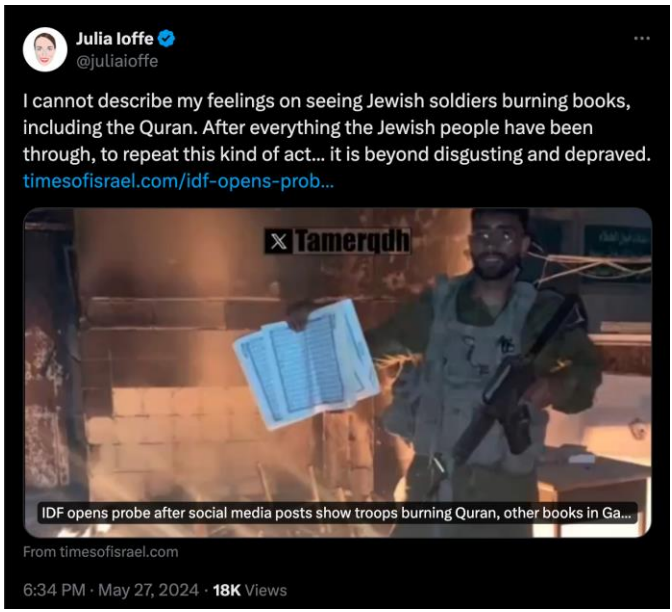 Julia Ioffe
@juliaioffe
I cannot describe my feelings on seeing Jewish soldiers burning books,
including the Quran. After everything the Jewish people have been
through, to repeat this kind of act... it is beyond disgusting and depraved.
timesofisrael.com/idf-opens-prob...
X Tamerqdh
IDF opens probe after social media posts show troops burning Quran, other books in Ga...
From timesofisrael.com
6:34 PM · May 27, 2024 · 18K Views